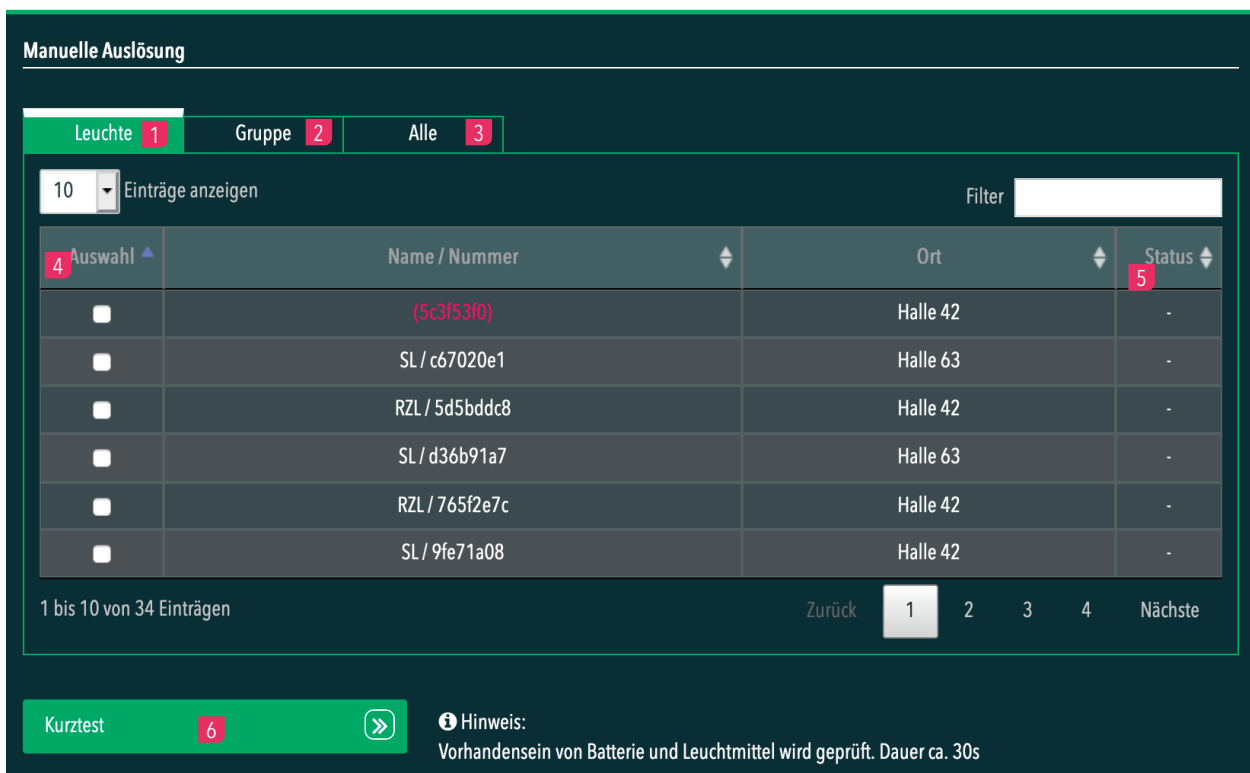 Manuelle Auslösung
Leuchte 1 Gruppe 2 Alle 3
10 Einträge anzeigen Filter
4 Auswahl Name / Nummer Ort Status 5
(5c3f53f0) Halle 42 -
SL / c67020e1 Halle 63 -
RZL / 5d5bddc8 Halle 42 -
SL / d36b91a7 Halle 63 -
RZL / 765f2e7c Halle 42 -
SL / 9fe71a08 Halle 42 -
1 bis 10 von 34 Einträgen Zurück 1 2 3 4 Nächste
Kurztest 6 Hinweis:
Vorhandensein von Batterie und Leuchtmittel wird geprüft. Dauer ca. 30s